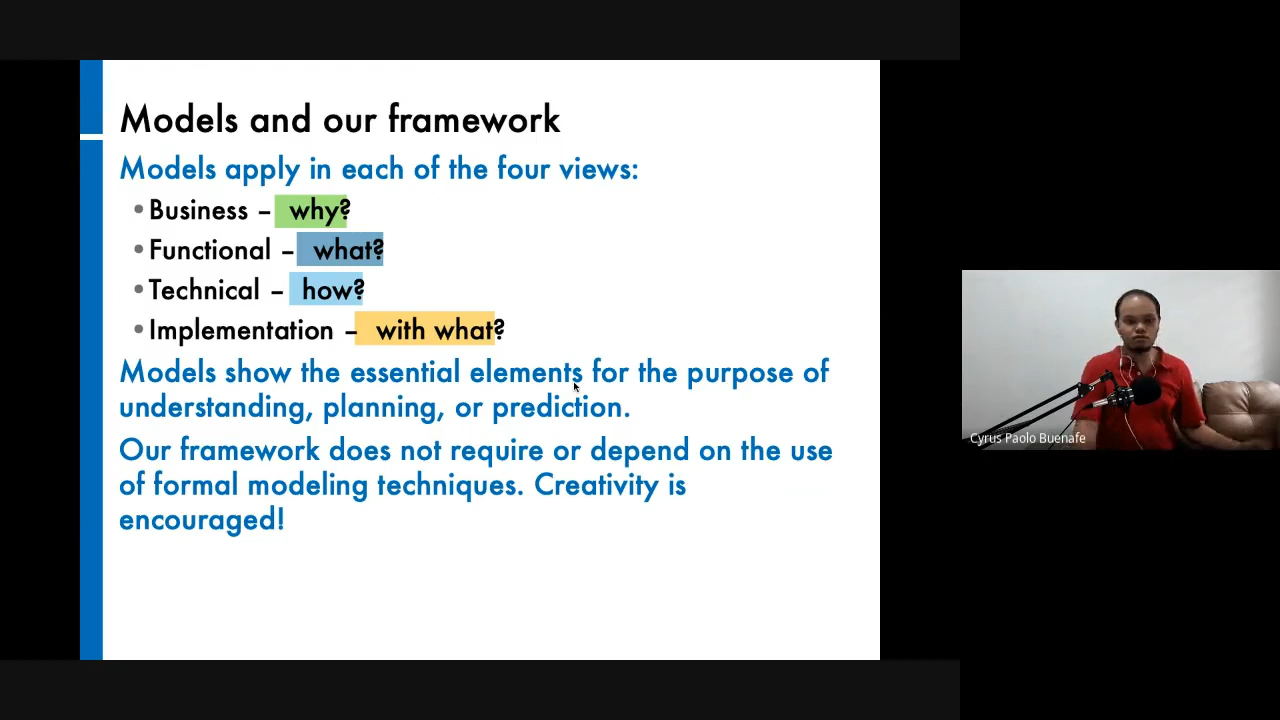 Models and our framework
Models apply in each of the four views:
• Business – why?
• Functional – what?
• Technical – how?
• Implementation – with what?
Models show the essential elements for the purpose of
understanding, planning, or prediction.
Our framework does not require or depend on the use
of formal modeling techniques. Creativity is
encouraged!
Cyrus Paolo Buenafe